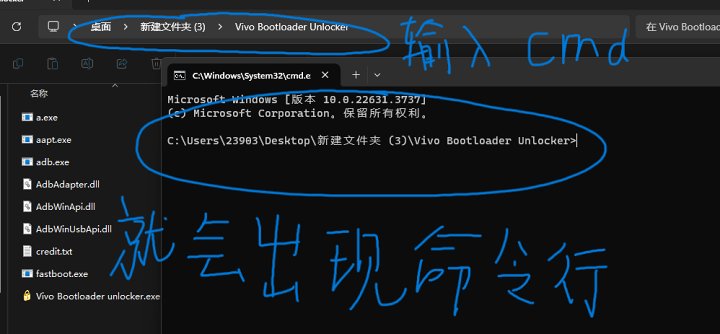 桌面 > 新建文件夹 (3) > Vivo Bootloader Unlocker
在 Vivo Bootl
输入 cmd
名称
C:\Windows\System32\cmd.e
a.exe
aapt.exe
adb.exe
AdbAdapter.dll
AdbWinApi.dll
AdbWinUsbApi.dll
credit.txt
fastboot.exe
Vivo Bootloader unlocker.exe
Microsoft Windows [版本 10.0.22631.3737]
(c) Microsoft Corporation。保留所有权利。
C:\Users\23903\Desktop\新建文件夹 (3)\Vivo Bootloader Unlocker>
就会出现命令行